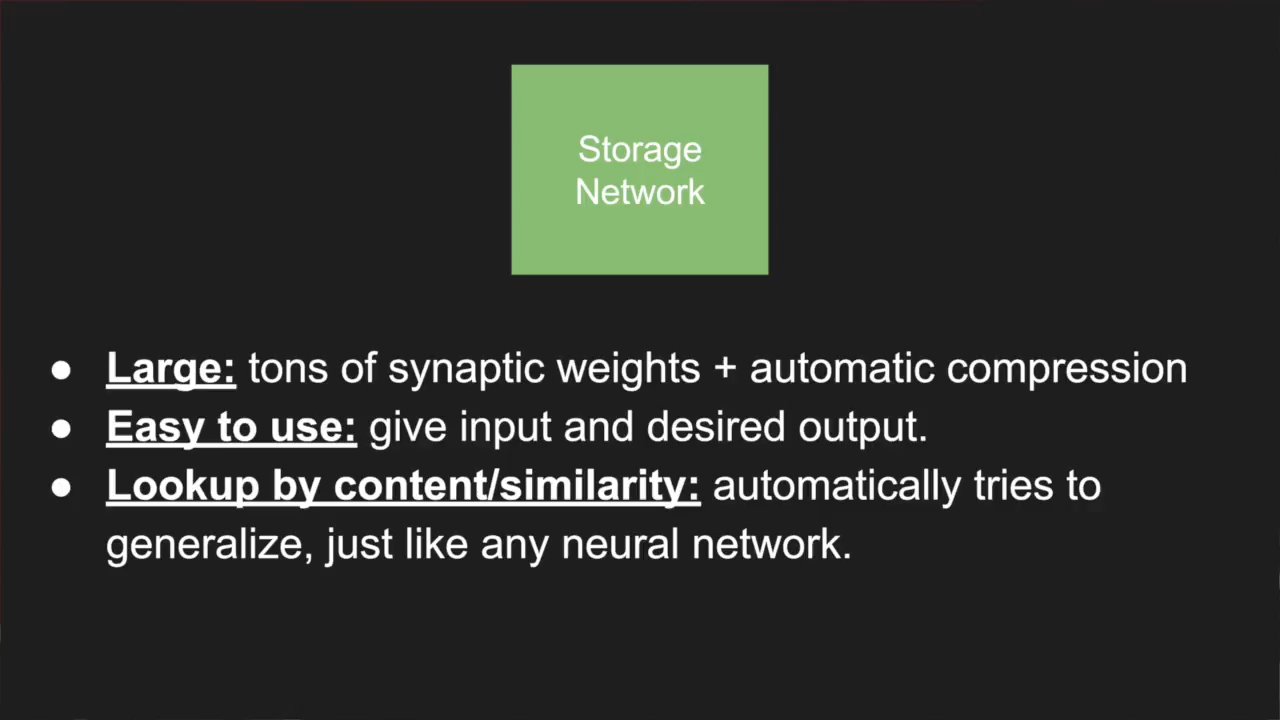 Storage
Network
● Large: tons of synaptic weights + automatic compression
● Easy to use: give input and desired output.
● Lookup by content/similarity: automatically tries to
generalize, just like any neural network.